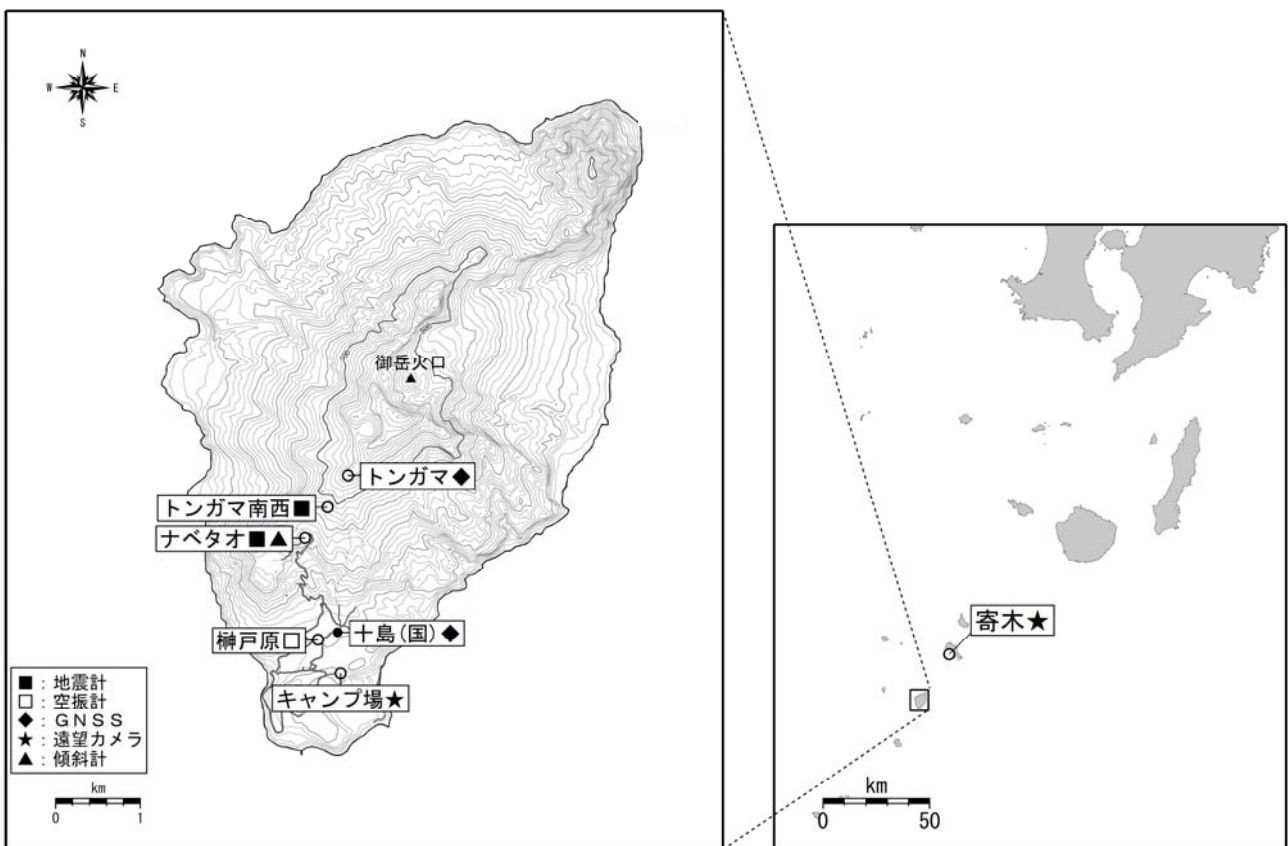 N
W E
S
500
500
御岳火口
トンガマ◆
トンガマ南西■
ナベタオ■▲
榊戸原□
十島(国)◆
キャンプ場★
■：地震計
□：空振計
◆：ＧＮＳＳ
★：遠望カメラ
▲：傾斜計
km
0 1
寄木★
km
0 50